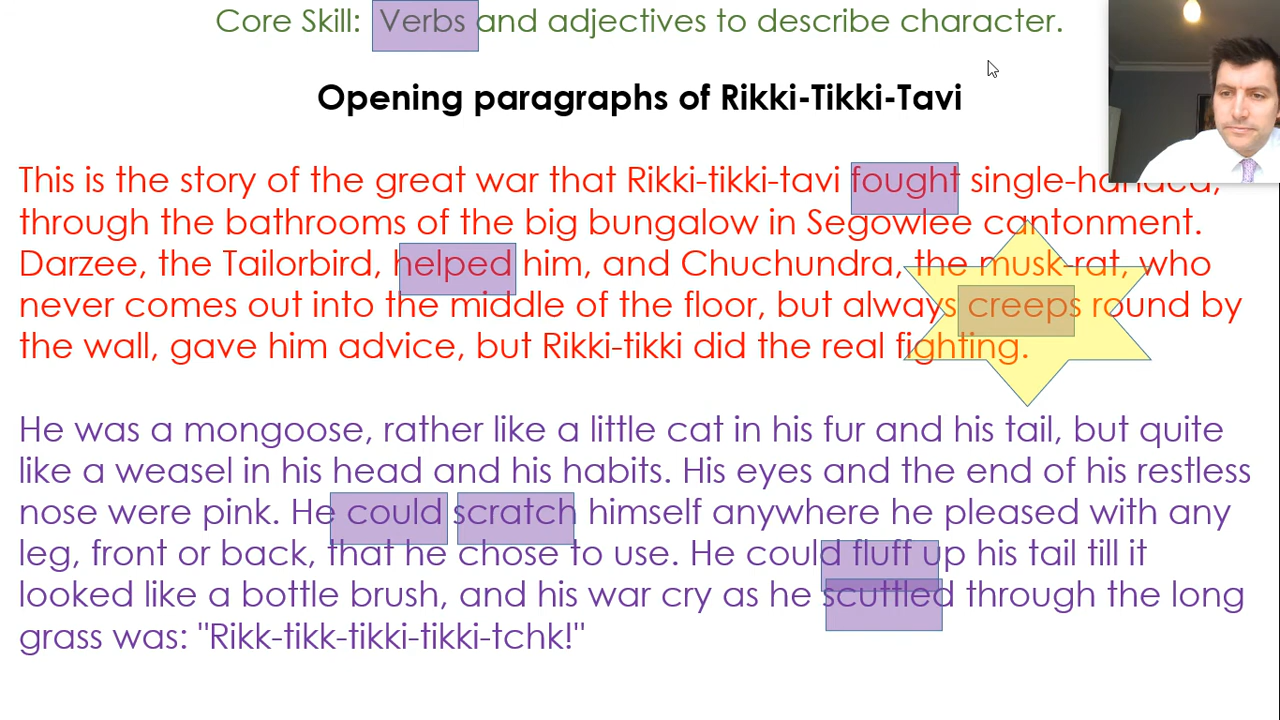 Core Skill: Verbs and adjectives to describe character.
Opening paragraphs of Rikki-Tikki-Tavi
This is the story of the great war that Rikki-tikki-tavi fought single-handed,
through the bathrooms of the big bungalow in Segowlee cantonment.
Darzee, the Tailorbird, helped him, and Chuchundra, the musk-rat, who
never comes out into the middle of the floor, but always creeps round by
the wall, gave him advice, but Rikki-tikki did the real fighting.
He was a mongoose, rather like a little cat in his fur and his tail, but quite
like a weasel in his head and his habits. His eyes and the end of his restless
nose were pink. He could scratch himself anywhere he pleased with any
leg, front or back, that he chose to use. He could fluff up his tail till it
looked like a bottle brush, and his war cry as he scuttled through the long
grass was: "Rikk-tikk-tikki-tikki-tchk!"